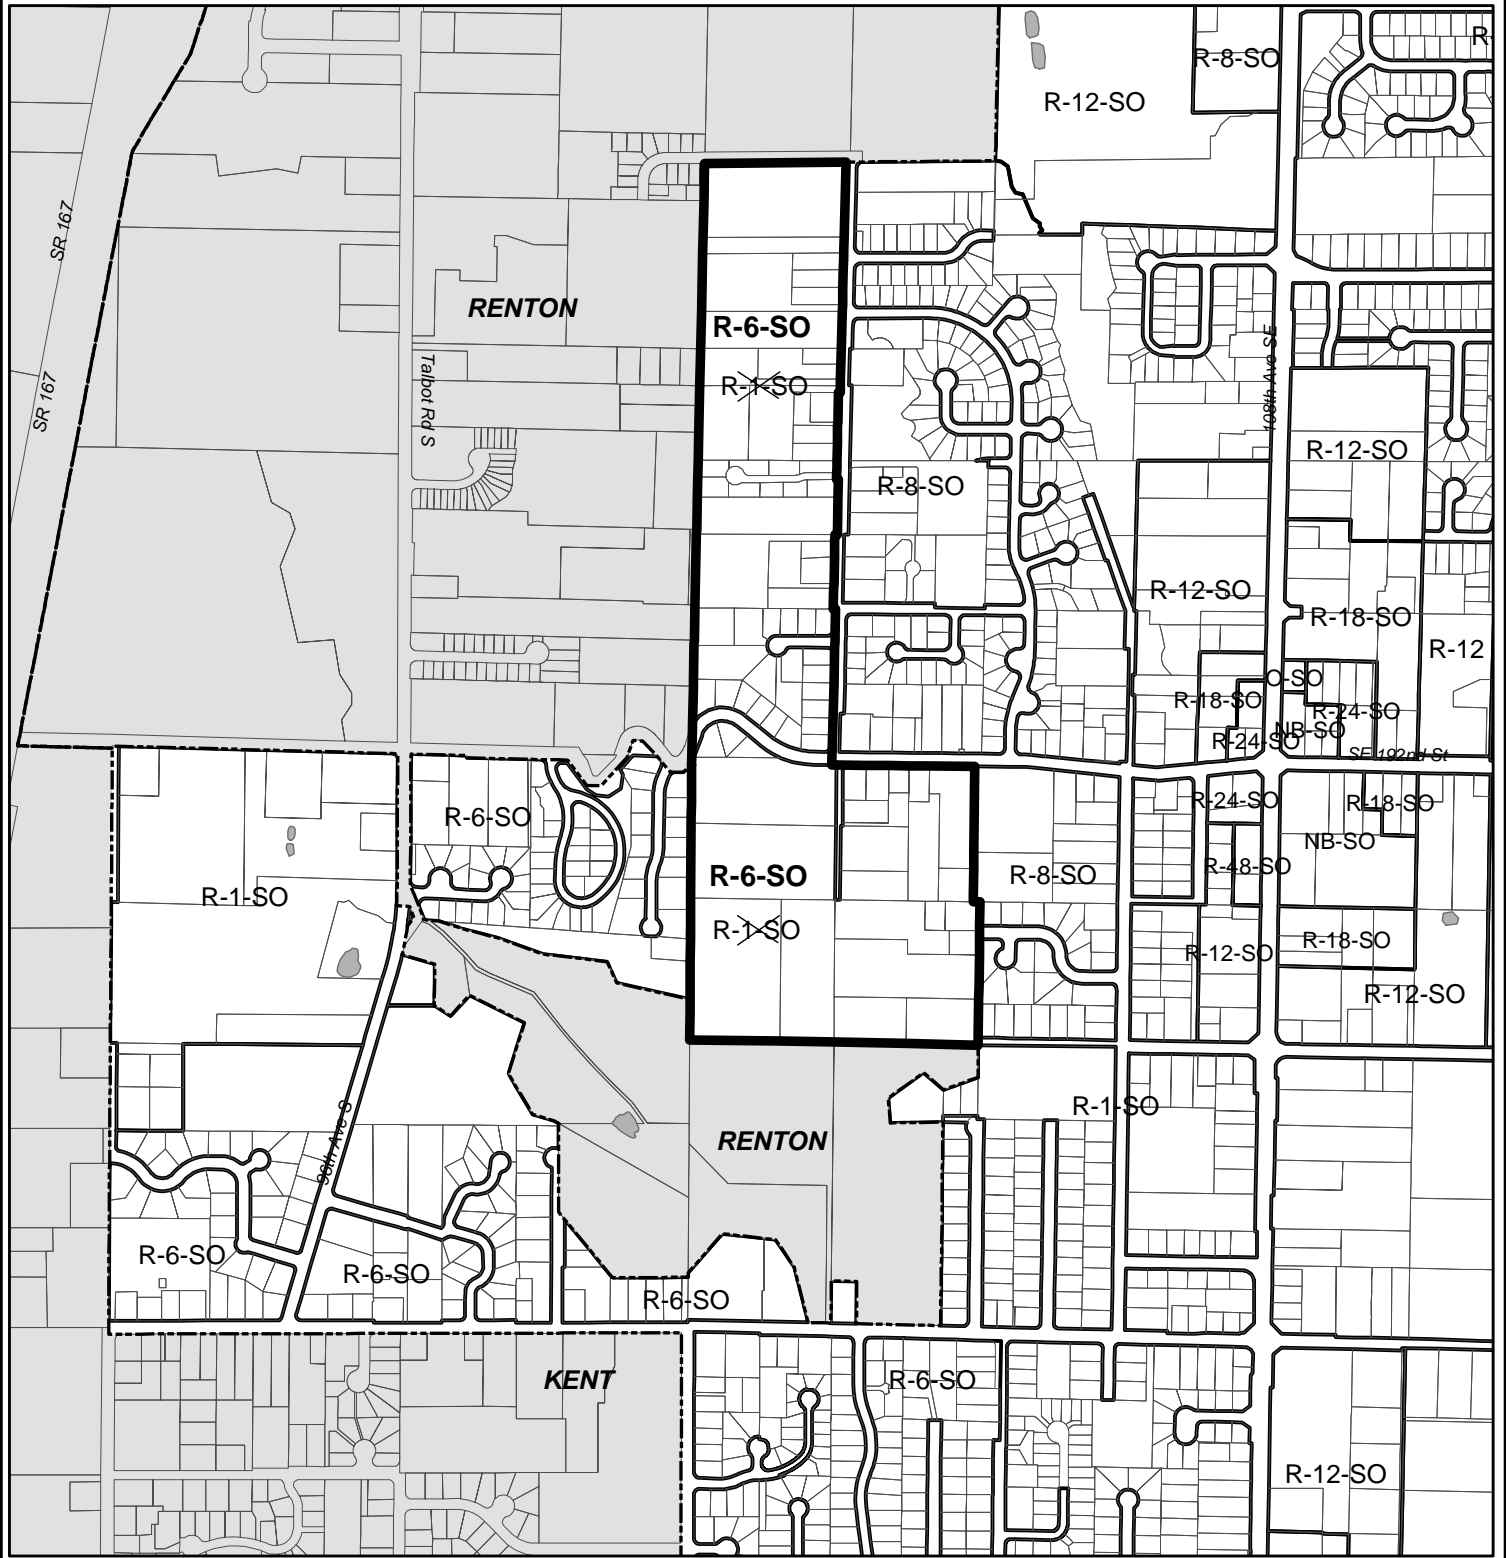 R-
R-8-SO
R-12-SO
SR 167
RENTON
R-6-SO
R-1-SO
SR 167
Talbot Rd S
108th Ave SE
R-12-SO
R-8-SO
R-12-SO
R-18-SO
R-12
O-SO
R-18-SO
R-24-SO
NB-SO
R-24-SO
SE 192nd St
R-6-SO
R-24-SO
R-18-SO
NB-SO
R-48-SO
R-6-SO
R-8-SO
R-1-SO
R-1-SO
R-12-SO
R-18-SO
R-12-SO
R-1-SO
RENTON
96th Ave S
R-6-SO
R-6-SO
R-6-SO
KENT
R-6-SO
R-12-SO